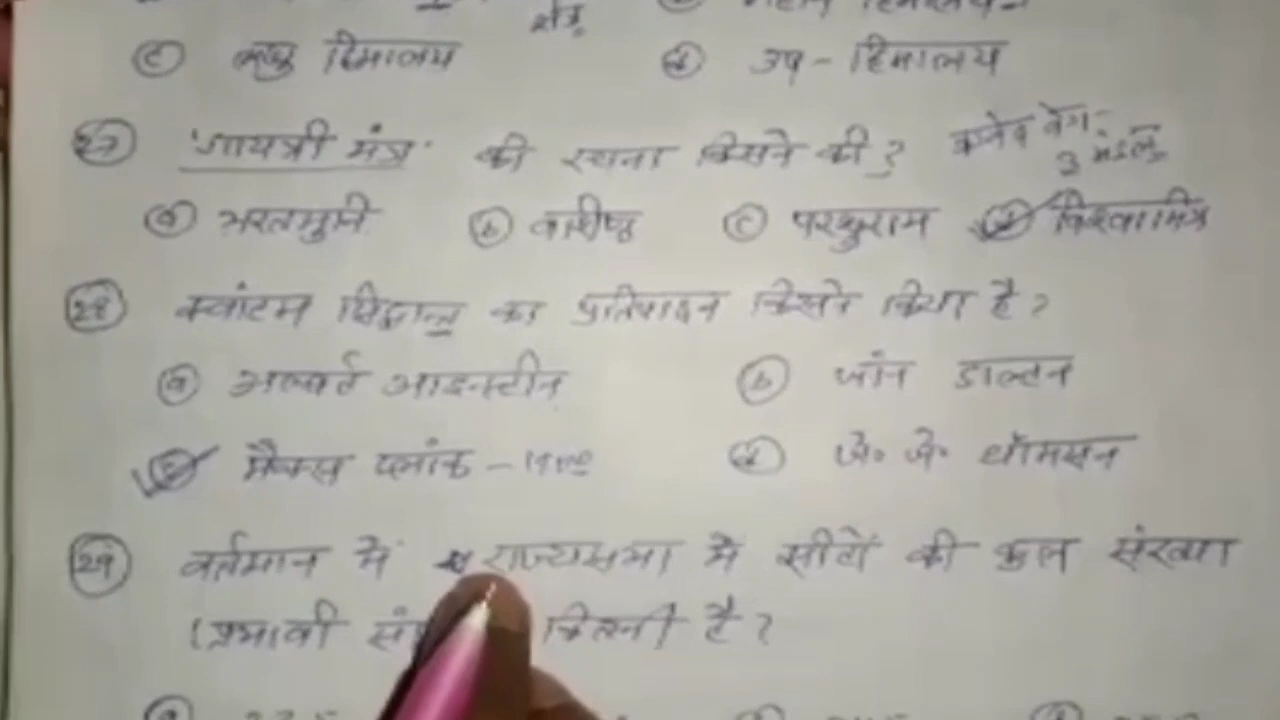 क्षेत्र
(c) लघु हिमालय (d) उप - हिमालय
(27) 'गायत्री मंत्र' की रचना किसने की?
3 मंडल
(a) भरतमुनि (b) वशिष्ठ (c) परशुराम (d) विश्वामित्र
(28) क्वांटम सिद्धान्त का प्रतिपादन किसने किया है?
(a) अल्बर्ट आइन्स्टीन (b) जॉन डाल्टन
(c) मैक्स प्लांक - 1900 (d) जे० जे० थॉमसन
(29) वर्तमान में राज्यसभा में सीटों की कुल संख्या
(प्रभावी कितनी है?